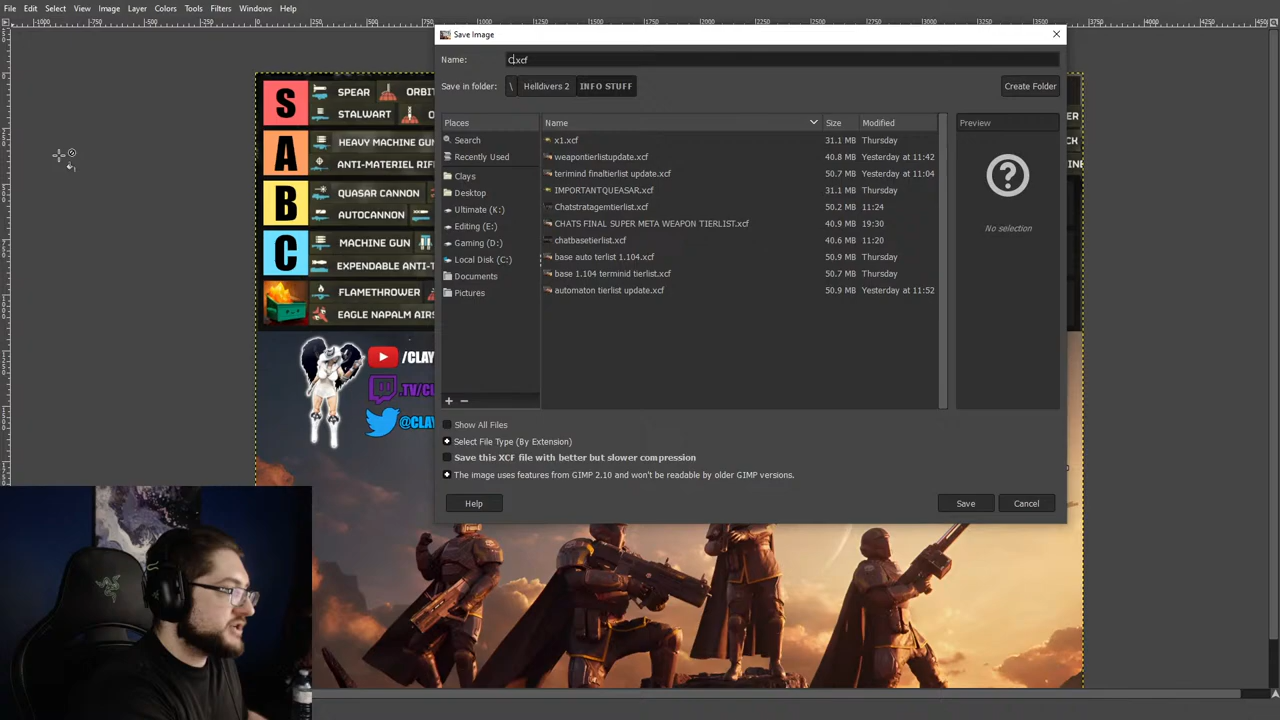 File Edit Select View Image Layer Colors Tools Filters Windows Help
Save Image
Name: C.xcf
Save in folder: \ Helldivers 2 INFO STUFF Create Folder
Places Name Size Modified Preview
Search x1.xcf 31.1 MB Thursday
Recently Used weapontierlistupdate.xcf 40.8 MB Yesterday at 11:42
Clays terimind finaltierlist update.xcf 50.7 MB Yesterday at 11:04
Desktop IMPORTANTQUEASAR.xcf 31.1 MB Thursday
Ultimate (K:) Chatstratagemtierlist.xcf 50.2 MB 11:24
Editing (E:) CHATS FINAL SUPER META WEAPON TIERLIST.xcf 40.9 MB 19:30
Gaming (D:) chatbasetierlist.xcf 40.6 MB 11:20
Local Disk (C:) base auto terlist 1.104.xcf 50.9 MB Thursday
Documents base 1.104 terminid tierlist.xcf 50.7 MB Thursday
Pictures automaton tierlist update.xcf 50.9 MB Yesterday at 11:52
No selection
Show All Files
Select File Type (By Extension)
Save this XCF file with better but slower compression
The image uses features from GIMP 2.10 and won't be readable by older GIMP versions.
Help Save Cancel
S SPEAR ORBIT
STALWART
A HEAVY MACHINE GUN
ANTI-MATERIEL RIF
B QUASAR CANNON
AUTOCANNON
C MACHINE GUN
EXPENDABLE ANTI-T
FLAMETHROWER
EAGLE NAPALM AIRS
/CLAY
.TV/CL
@CLAY